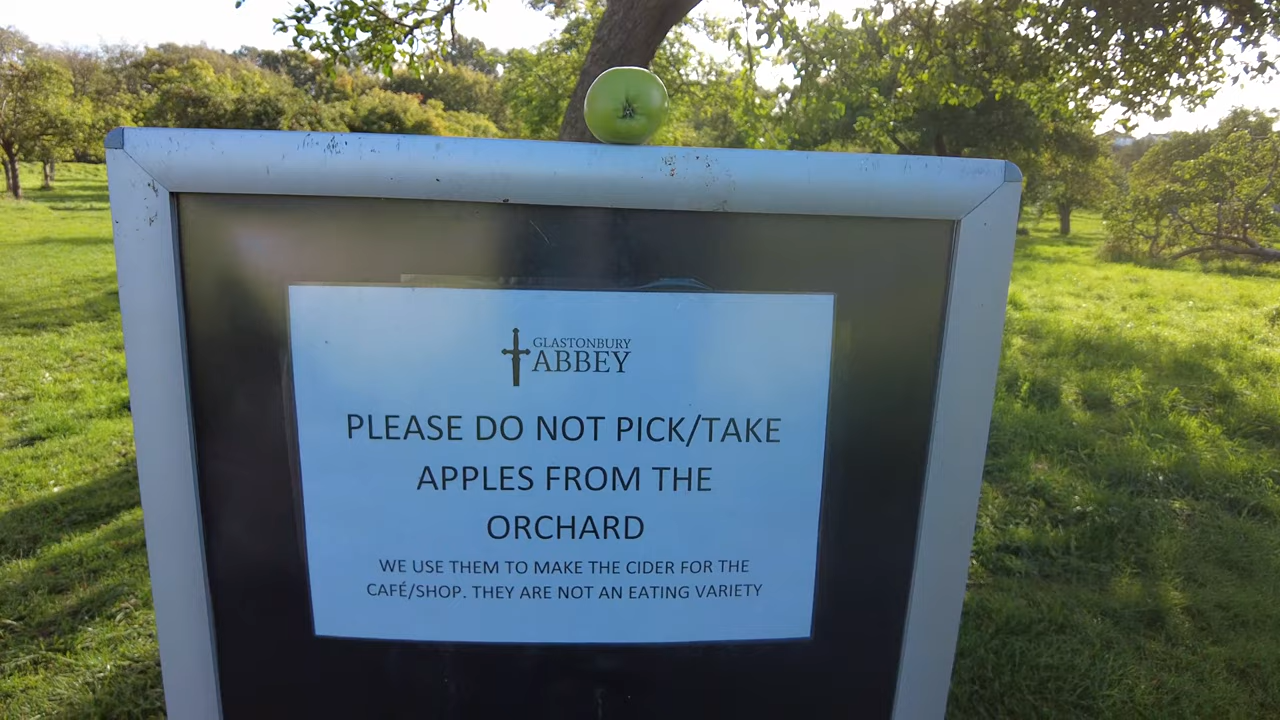 GLASTONBURY
ABBEY
PLEASE DO NOT PICK/TAKE
APPLES FROM THE
ORCHARD
WE USE THEM TO MAKE THE CIDER FOR THE
CAFÉ/SHOP. THEY ARE NOT AN EATING VARIETY